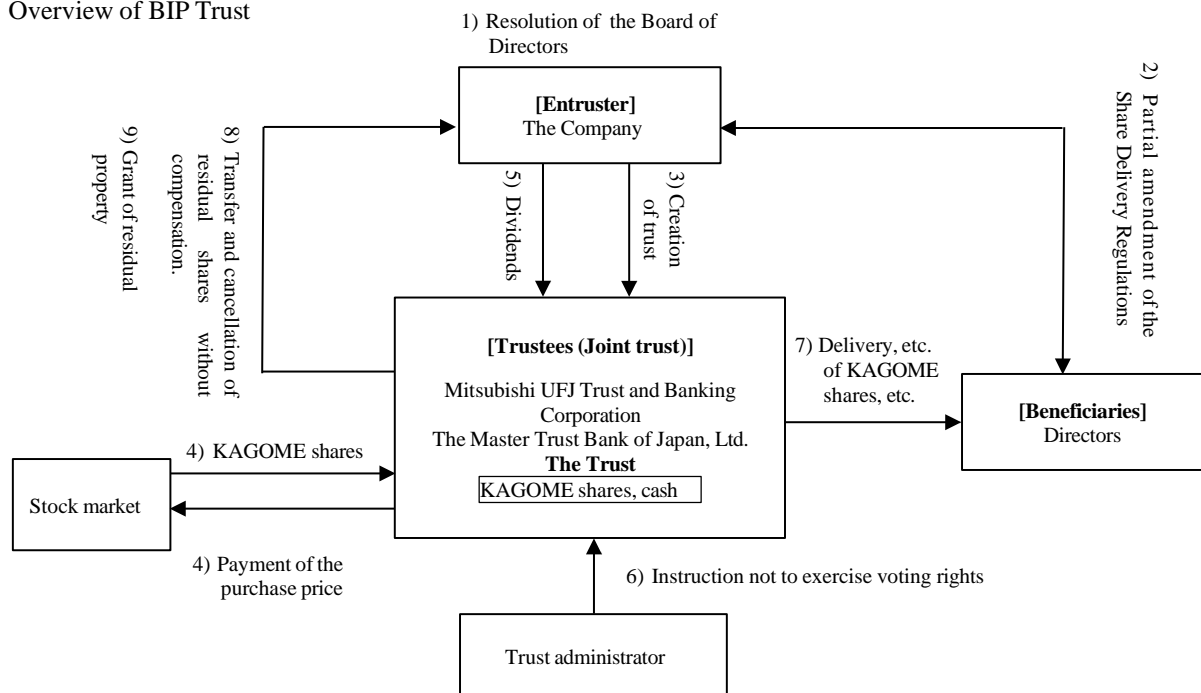 Overview of BIP Trust
1) Resolution of the Board of
Directors
[Entruster]
The Company
2) Partial amendment of the
Share Delivery Regulations
9) Grant of residual
property
8) Transfer and cancellation of
residual shares without
compensation.
5) Dividends
3) Creation
of trust
[Trustees (Joint trust)]
Mitsubishi UFJ Trust and Banking
Corporation
The Master Trust Bank of Japan, Ltd.
The Trust
KAGOME shares, cash
7) Delivery, etc.
of KAGOME
shares, etc.
[Beneficiaries]
Directors
4) KAGOME shares
Stock market
4) Payment of the
purchase price
6) Instruction not to exercise voting rights
Trust administrator